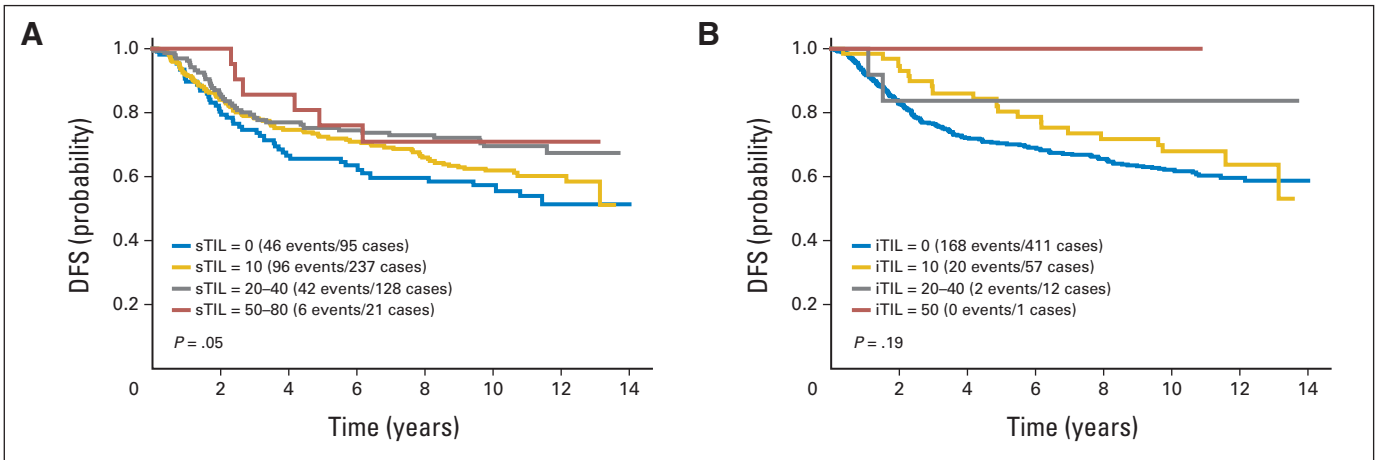 A
1.0
0.8
0.6
0.4
0.2
DFS (probability)
sTIL = 0 (46 events/95 cases)
sTIL = 10 (96 events/237 cases)
sTIL = 20–40 (42 events/128 cases)
sTIL = 50–80 (6 events/21 cases)
P = .05
0 2 4 6 8 10 12 14
Time (years)
B
1.0
0.8
0.6
0.4
0.2
DFS (probability)
iTIL = 0 (168 events/411 cases)
iTIL = 10 (20 events/57 cases)
iTIL = 20–40 (2 events/12 cases)
iTIL = 50 (0 events/1 cases)
P = .19
0 2 4 6 8 10 12 14
Time (years)